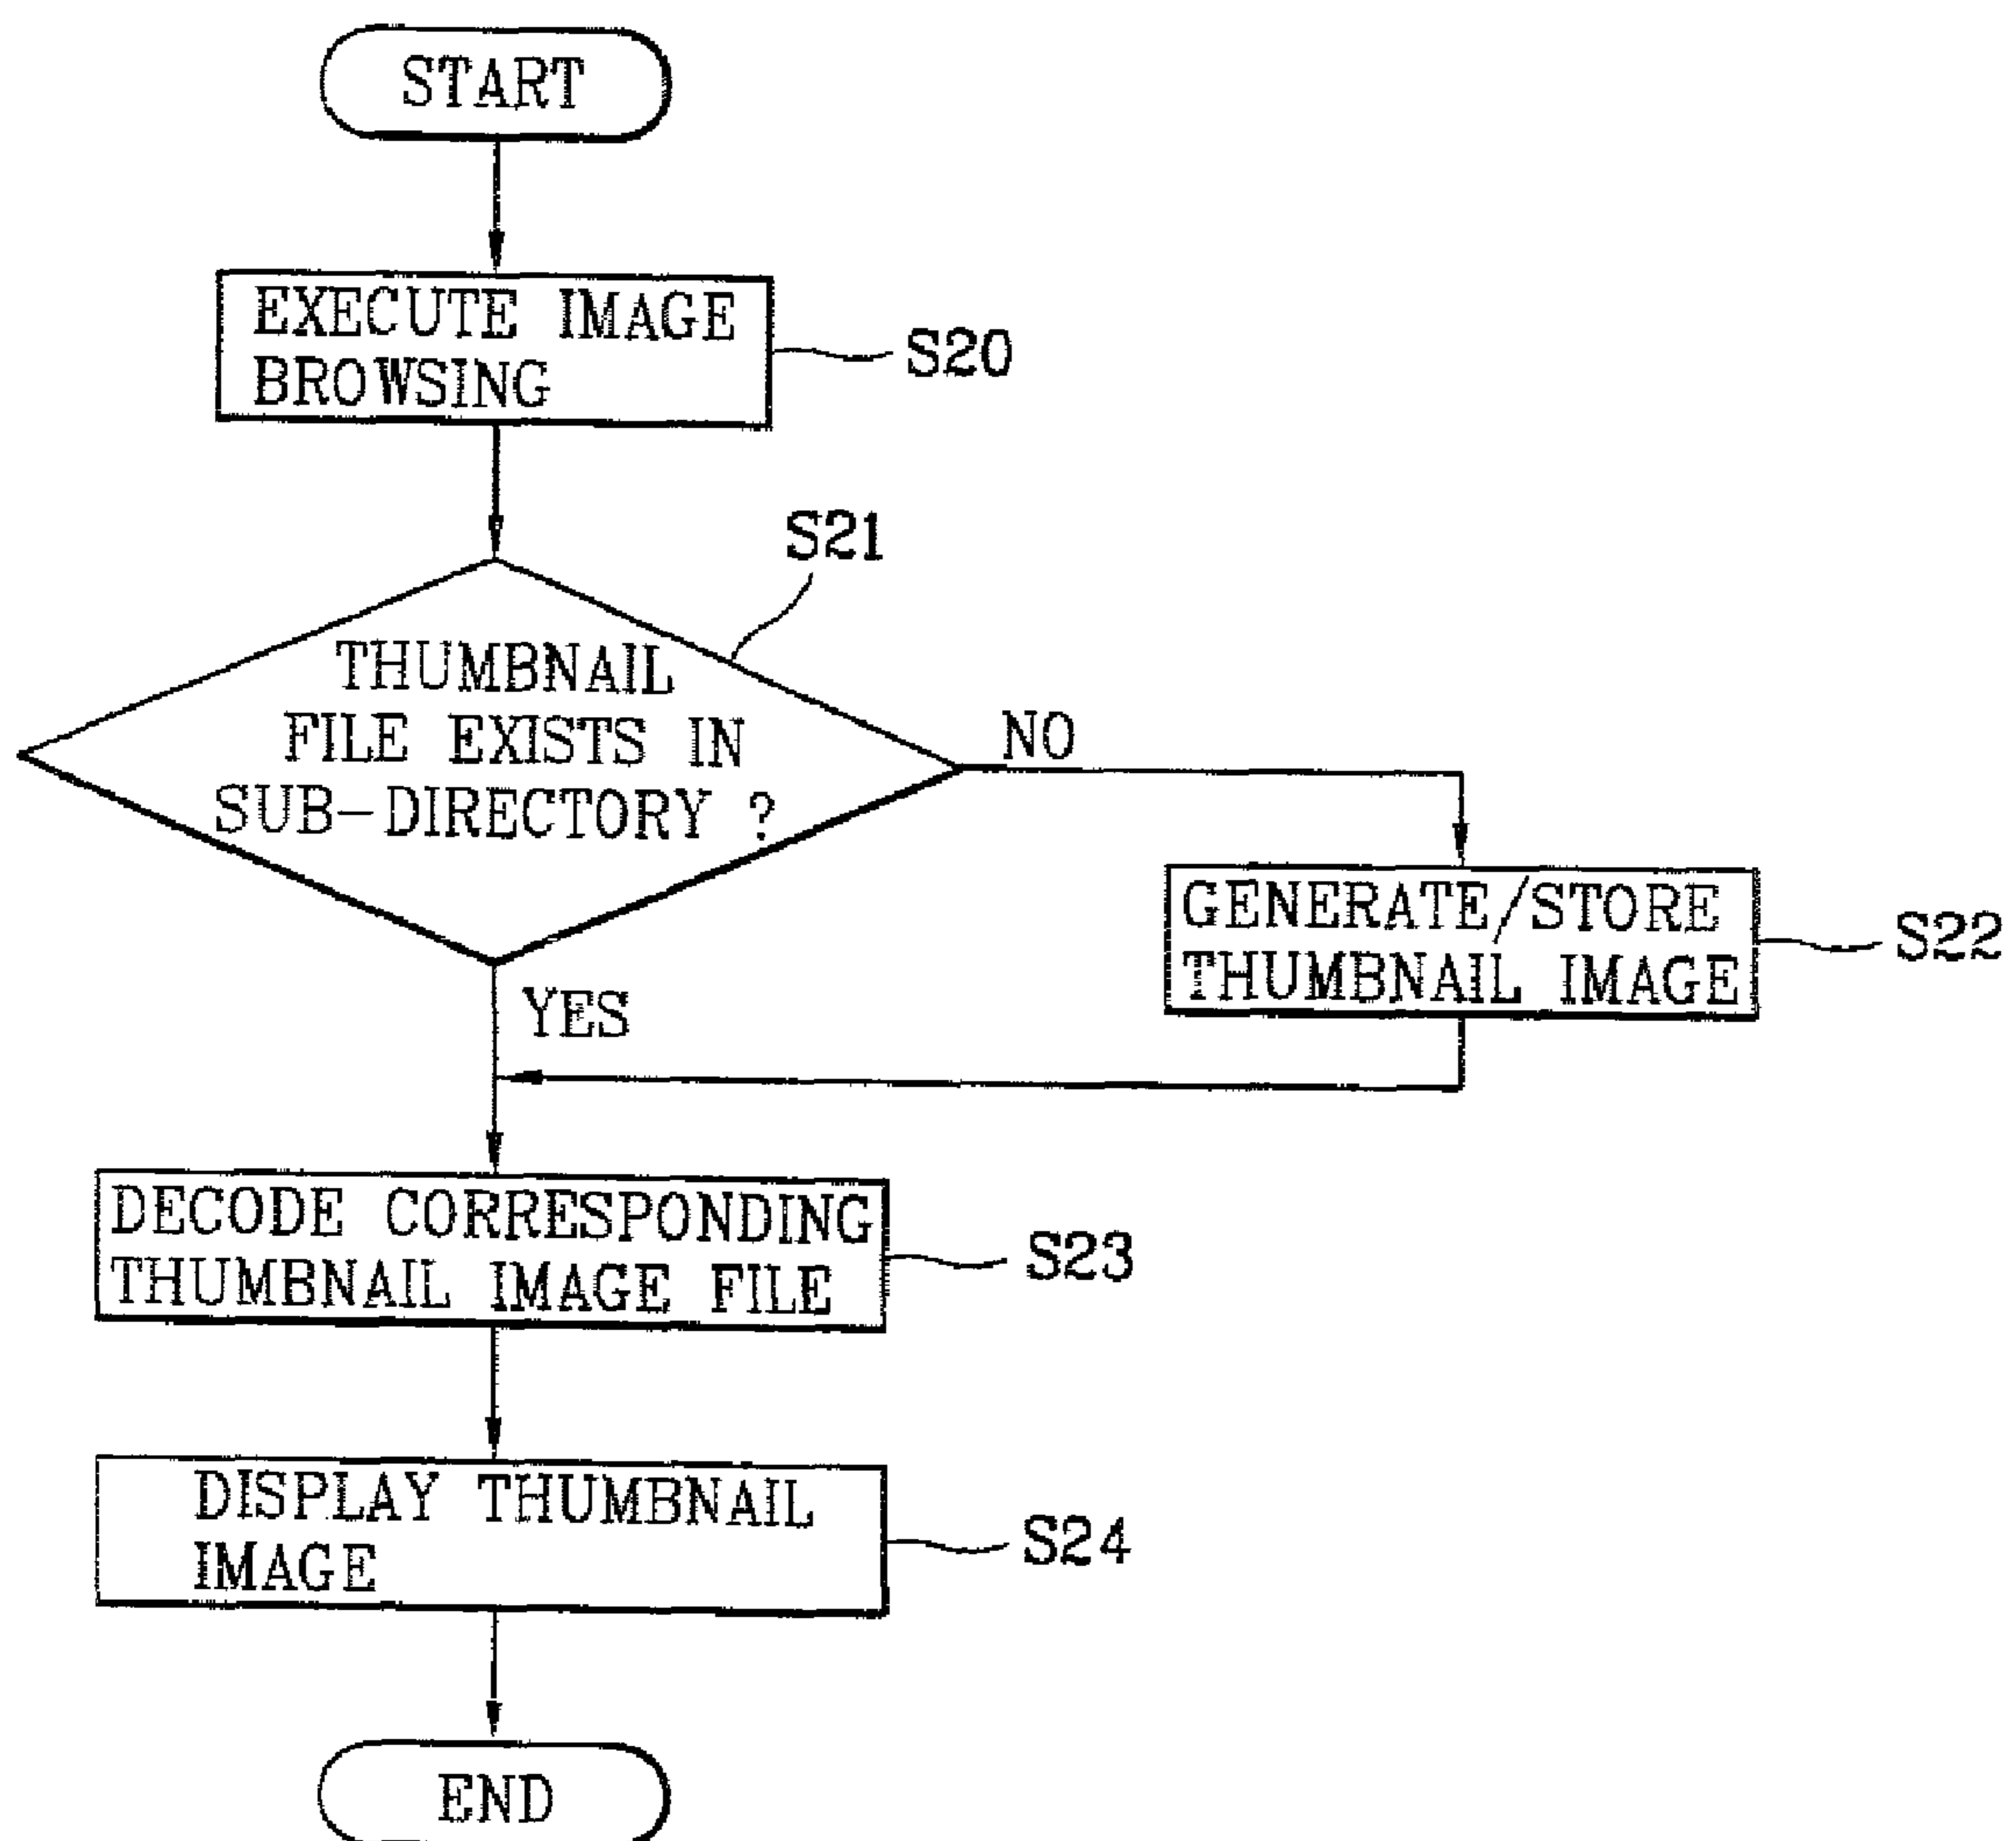 START
EXECUTE IMAGE
BROWSING
S20
S21
THUMBNAIL
FILE EXISTS IN
SUB-DIRECTORY ?
NO
GENERATE/STORE
THUMBNAIL IMAGE
S22
YES
DECODE CORRESPONDING
THUMBNAIL IMAGE FILE
S23
DISPLAY THUMBNAIL
IMAGE
S24
END